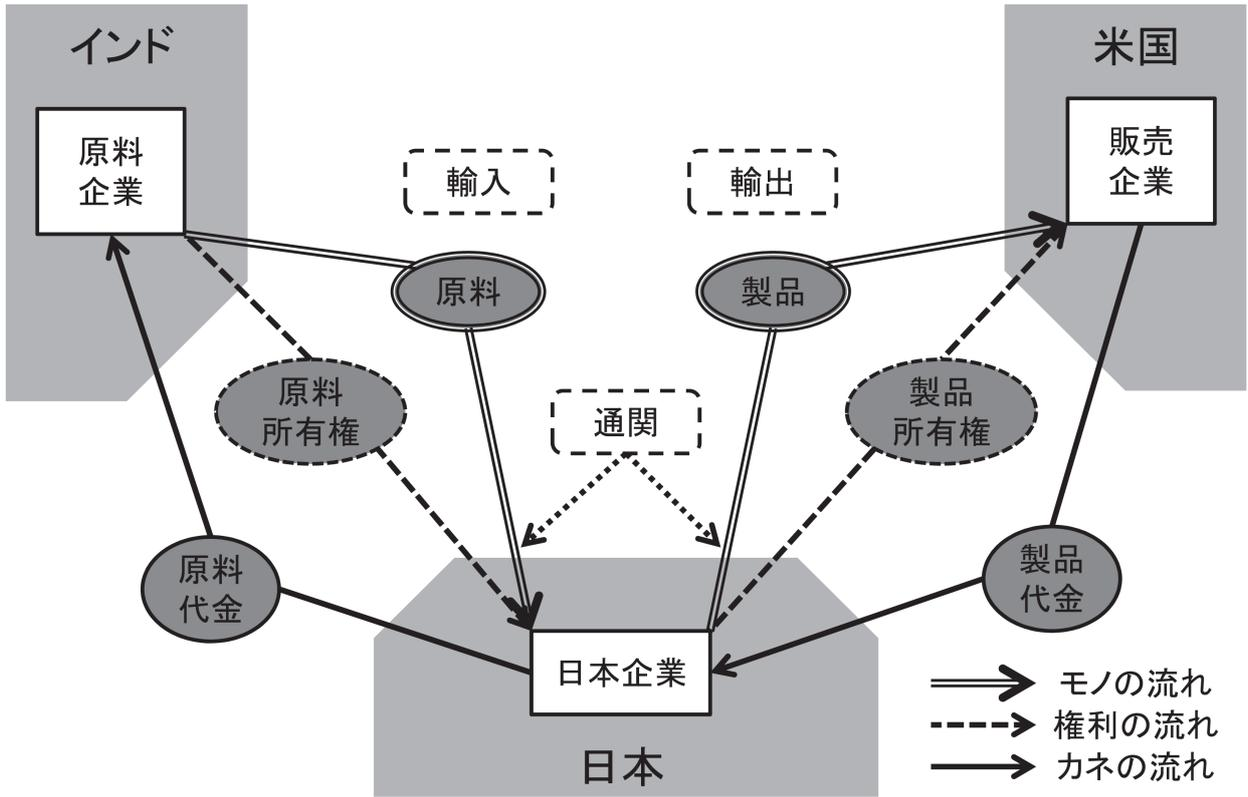 インド
米国
原料
企業
販売
企業
輸入
輸出
原料
製品
原料
所有権
通関
製品
所有権
原料
代金
製品
代金
日本企業
日本
モノの流れ
権利の流れ
カネの流れ